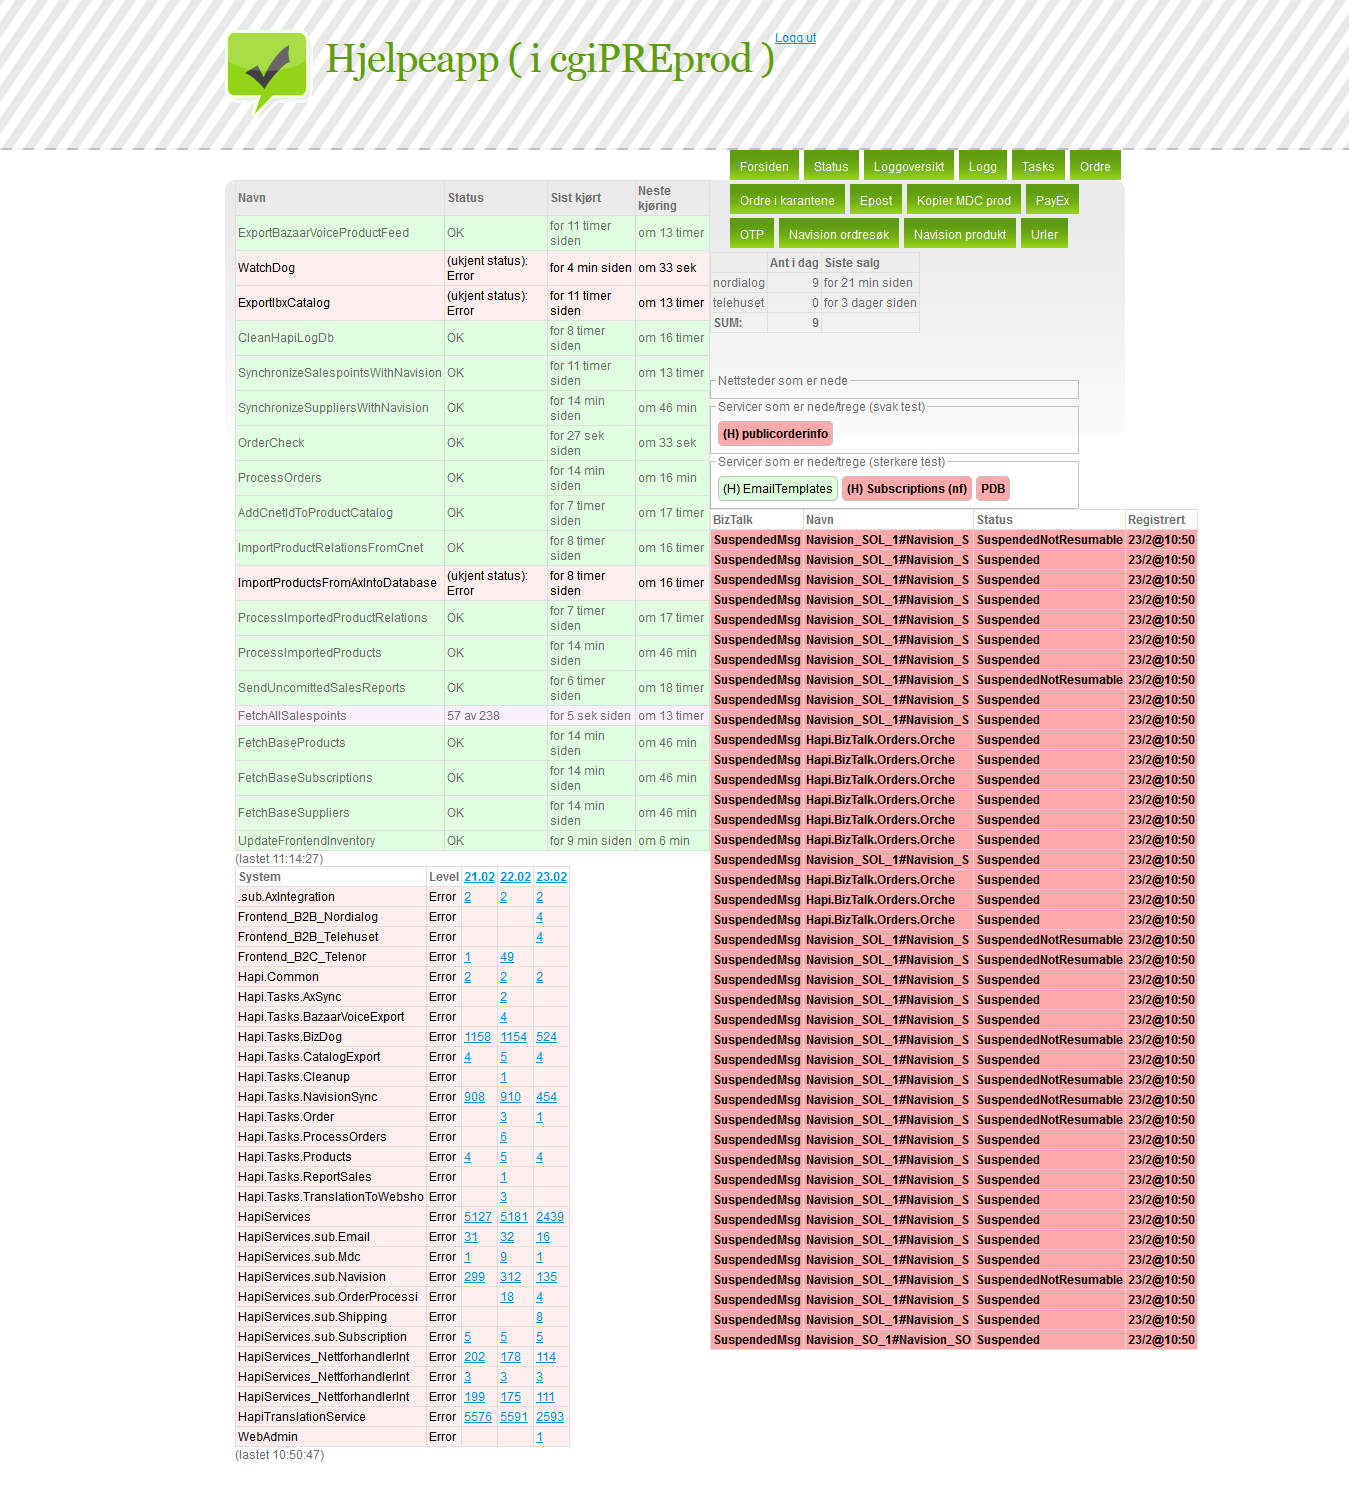 Hjelpeapp ( i cgiPREprod )
Logg ut
Forsiden Status Loggoversikt Logg Tasks Ordre
Ordre i karantene Epost Kopier MDC prod PayEx
OTP Navision ordresøk Navision produkt Urler
Navn Status Sist kjørt Neste kjøring
ExportBazaarVoiceProductFeed OK for 11 timer siden om 13 timer
WatchDog (ukjent status): Error for 4 min siden om 33 sek
ExportIbxCatalog (ukjent status): Error for 11 timer siden om 13 timer
CleanHapiLogDb OK for 8 timer siden om 16 timer
SynchronizeSalespointsWithNavision OK for 11 timer siden om 13 timer
SynchronizeSuppliersWithNavision OK for 14 min siden om 46 min
OrderCheck OK for 27 sek siden om 33 sek
ProcessOrders OK for 14 min siden om 16 min
AddCnetIdToProductCatalog OK for 7 timer siden om 17 timer
ImportProductRelationsFromCnet OK for 8 timer siden om 16 timer
ImportProductsFromAxIntoDatabase (ukjent status): Error for 8 timer siden om 16 timer
ProcessImportedProductRelations OK for 7 timer siden om 17 timer
ProcessImportedProducts OK for 14 min siden om 46 min
SendUncomittedSalesReports OK for 6 timer siden om 18 timer
FetchAllSalespoints 57 av 238 for 5 sek siden om 13 timer
FetchBaseProducts OK for 14 min siden om 46 min
FetchBaseSubscriptions OK for 14 min siden om 46 min
FetchBaseSuppliers OK for 14 min siden om 46 min
UpdateFrontendInventory OK for 9 min siden om 6 min
(lastet 11:14:27)
System Level 21.02 22.02 23.02
.sub.AxIntegration Error 2 2 2
Frontend_B2B_Nordialog Error 4
Frontend_B2B_Telehuset Error 4
Frontend_B2C_Telenor Error 1 49
Hapi.Common Error 2 2 2
Hapi.Tasks.AxSync Error 2
Hapi.Tasks.BazaarVoiceExport Error 4
Hapi.Tasks.BizDog Error 1158 1154 524
Hapi.Tasks.CatalogExport Error 4 5 4
Hapi.Tasks.Cleanup Error 1
Hapi.Tasks.NavisionSync Error 908 910 454
Hapi.Tasks.Order Error 3 1
Hapi.Tasks.ProcessOrders Error 6
Hapi.Tasks.Products Error 4 5 4
Hapi.Tasks.ReportSales Error 1
Hapi.Tasks.TranslationToWebsho Error 3
HapiServices Error 5127 5181 2439
HapiServices.sub.Email Error 31 32 16
HapiServices.sub.Mdc Error 1 9 1
HapiServices.sub.Navision Error 299 312 135
HapiServices.sub.OrderProcessi Error 18 4
HapiServices.sub.Shipping Error 8
HapiServices.sub.Subscription Error 5 5 5
HapiServices_NettforhandlerInt Error 202 178 114
HapiServices_NettforhandlerInt Error 3 3 3
HapiServices_NettforhandlerInt Error 199 175 111
HapiTranslationService Error 5576 5591 2593
WebAdmin Error 1
(lastet 10:50:47)
Ant i dag Siste salg
nordialog 9 for 21 min siden
telehuset 0 for 3 dager siden
SUM: 9
Nettsteder som er nede
Servicer som er nede/trege (svak test)
(H) publicorderinfo
Servicer som er nede/trege (sterkere test)
(H) EmailTemplates (H) Subscriptions (nf) PDB
BizTalk Navn Status Registrert
SuspendedMsg Navision_SOL_1#Navision_S SuspendedNotResumable 23/2@10:50
SuspendedMsg Navision_SOL_1#Navision_S Suspended 23/2@10:50
SuspendedMsg Navision_SOL_1#Navision_S Suspended 23/2@10:50
SuspendedMsg Navision_SOL_1#Navision_S Suspended 23/2@10:50
SuspendedMsg Navision_SOL_1#Navision_S Suspended 23/2@10:50
SuspendedMsg Navision_SOL_1#Navision_S Suspended 23/2@10:50
SuspendedMsg Navision_SOL_1#Navision_S Suspended 23/2@10:50
SuspendedMsg Navision_SOL_1#Navision_S SuspendedNotResumable 23/2@10:50
SuspendedMsg Navision_SOL_1#Navision_S Suspended 23/2@10:50
SuspendedMsg Navision_SOL_1#Navision_S Suspended 23/2@10:50
SuspendedMsg Hapi.BizTalk.Orders.Orche Suspended 23/2@10:50
SuspendedMsg Hapi.BizTalk.Orders.Orche Suspended 23/2@10:50
SuspendedMsg Hapi.BizTalk.Orders.Orche Suspended 23/2@10:50
SuspendedMsg Hapi.BizTalk.Orders.Orche Suspended 23/2@10:50
SuspendedMsg Hapi.BizTalk.Orders.Orche Suspended 23/2@10:50
SuspendedMsg Hapi.BizTalk.Orders.Orche Suspended 23/2@10:50
SuspendedMsg Navision_SOL_1#Navision_S Suspended 23/2@10:50
SuspendedMsg Hapi.BizTalk.Orders.Orche Suspended 23/2@10:50
SuspendedMsg Hapi.BizTalk.Orders.Orche Suspended 23/2@10:50
SuspendedMsg Hapi.BizTalk.Orders.Orche Suspended 23/2@10:50
SuspendedMsg Navision_SOL_1#Navision_S SuspendedNotResumable 23/2@10:50
SuspendedMsg Navision_SOL_1#Navision_S SuspendedNotResumable 23/2@10:50
SuspendedMsg Navision_SOL_1#Navision_S Suspended 23/2@10:50
SuspendedMsg Navision_SOL_1#Navision_S Suspended 23/2@10:50
SuspendedMsg Navision_SOL_1#Navision_S Suspended 23/2@10:50
SuspendedMsg Navision_SOL_1#Navision_S SuspendedNotResumable 23/2@10:50
SuspendedMsg Navision_SOL_1#Navision_S Suspended 23/2@10:50
SuspendedMsg Navision_SOL_1#Navision_S SuspendedNotResumable 23/2@10:50
SuspendedMsg Navision_SOL_1#Navision_S SuspendedNotResumable 23/2@10:50
SuspendedMsg Navision_SOL_1#Navision_S SuspendedNotResumable 23/2@10:50
SuspendedMsg Navision_SOL_1#Navision_S Suspended 23/2@10:50
SuspendedMsg Navision_SOL_1#Navision_S Suspended 23/2@10:50
SuspendedMsg Navision_SOL_1#Navision_S Suspended 23/2@10:50
SuspendedMsg Navision_SOL_1#Navision_S Suspended 23/2@10:50
SuspendedMsg Navision_SOL_1#Navision_S Suspended 23/2@10:50
SuspendedMsg Navision_SOL_1#Navision_S Suspended 23/2@10:50
SuspendedMsg Navision_SOL_1#Navision_S Suspended 23/2@10:50
SuspendedMsg Navision_SOL_1#Navision_S SuspendedNotResumable 23/2@10:50
SuspendedMsg Navision_SOL_1#Navision_S Suspended 23/2@10:50
SuspendedMsg Navision_SOL_1#Navision_S Suspended 23/2@10:50
SuspendedMsg Navision_SO_1#Navision_SO Suspended 23/2@10:50